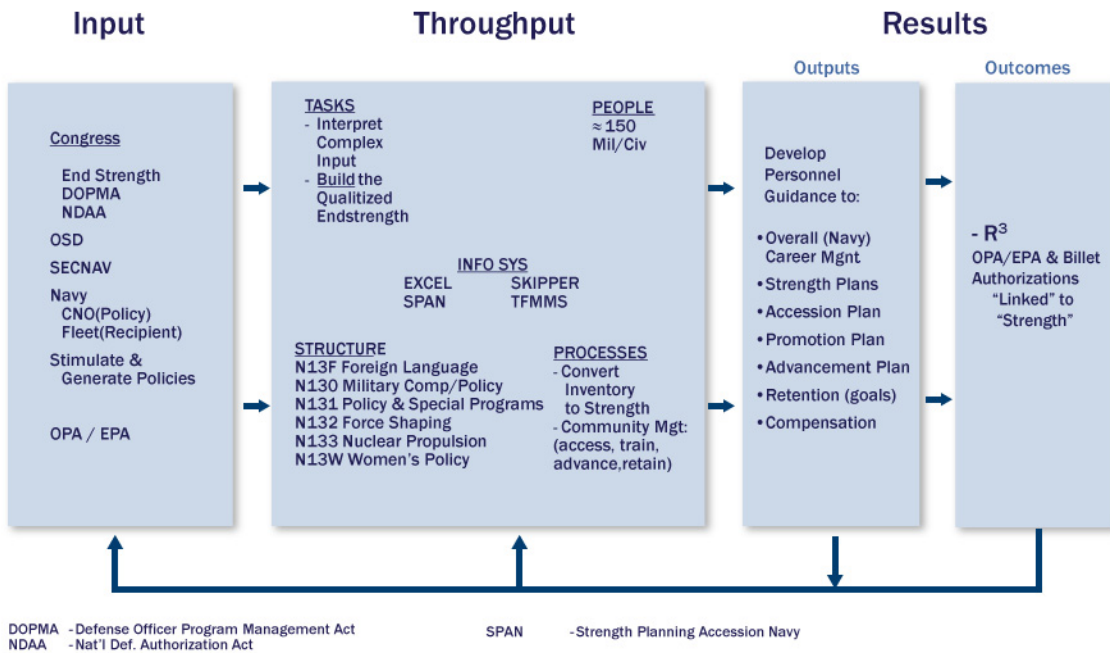 Input
Throughput
Results
Outputs
Outcomes
Congress
End Strength
DOPMA
NDAA
OSD
SECNAV
Navy
CNO(Policy)
Fleet(Recipient)
Stimulate &
Generate Policies
OPA / EPA
TASKS
- Interpret
Complex
Input
- Build the
Qualitized
Endstrength
PEOPLE
≈ 150
Mil/Civ
INFO SYS
EXCEL SKIPPER
SPAN TFMMS
STRUCTURE
N13F Foreign Language
N130 Military Comp/Policy
N131 Policy & Special Programs
N132 Force Shaping
N133 Nuclear Propulsion
N13W Women's Policy
PROCESSES
- Convert
Inventory
to Strength
- Community Mgt:
(access, train,
advance,retain)
Develop
Personnel
Guidance to:
•Overall (Navy)
Career Mgnt
•Strength Plans
•Accession Plan
•Promotion Plan
•Advancement Plan
•Retention (goals)
•Compensation
- R³
OPA/EPA & Billet
Authorizations
"Linked" to
"Strength"
DOPMA - Defense Officer Program Management Act
NDAA - Nat'l Def. Authorization Act
SPAN - Strength Planning Accession Navy